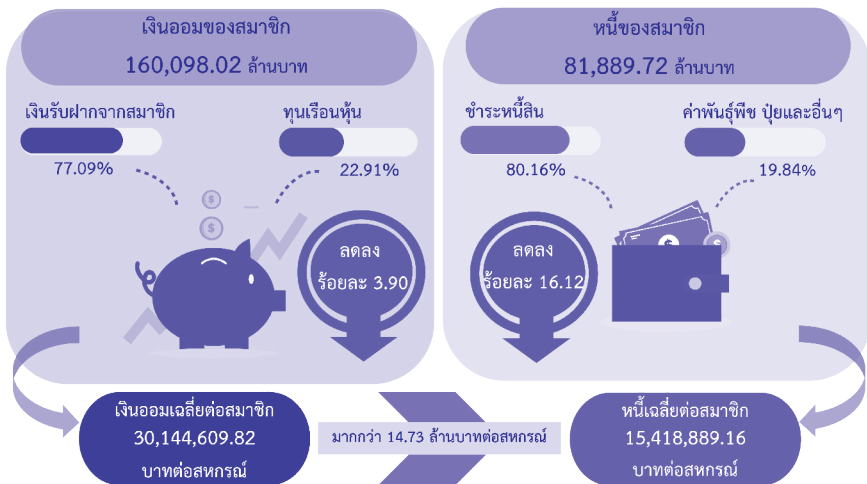 เงินออมของสมาชิก
160,098.02 ล้านบาท
เงินรับฝากจากสมาชิก
77.09%
ทุนเรือนหุ้น
22.91%
$
$
ลดลง
ร้อยละ 3.90
เงินออมเฉลี่ยต่อสมาชิก
30,144,609.82
บาทต่อสหกรณ์
มากกว่า 14.73 ล้านบาทต่อสหกรณ์
หนี้ของสมาชิก
81,889.72 ล้านบาท
ชำระหนี้สิน
80.16%
ค่าพันธุ์พืช ปุ๋ยและอื่นๆ
19.84%
$
$
ลดลง
ร้อยละ 16.12
หนี้เฉลี่ยต่อสมาชิก
15,418,889.16
บาทต่อสหกรณ์